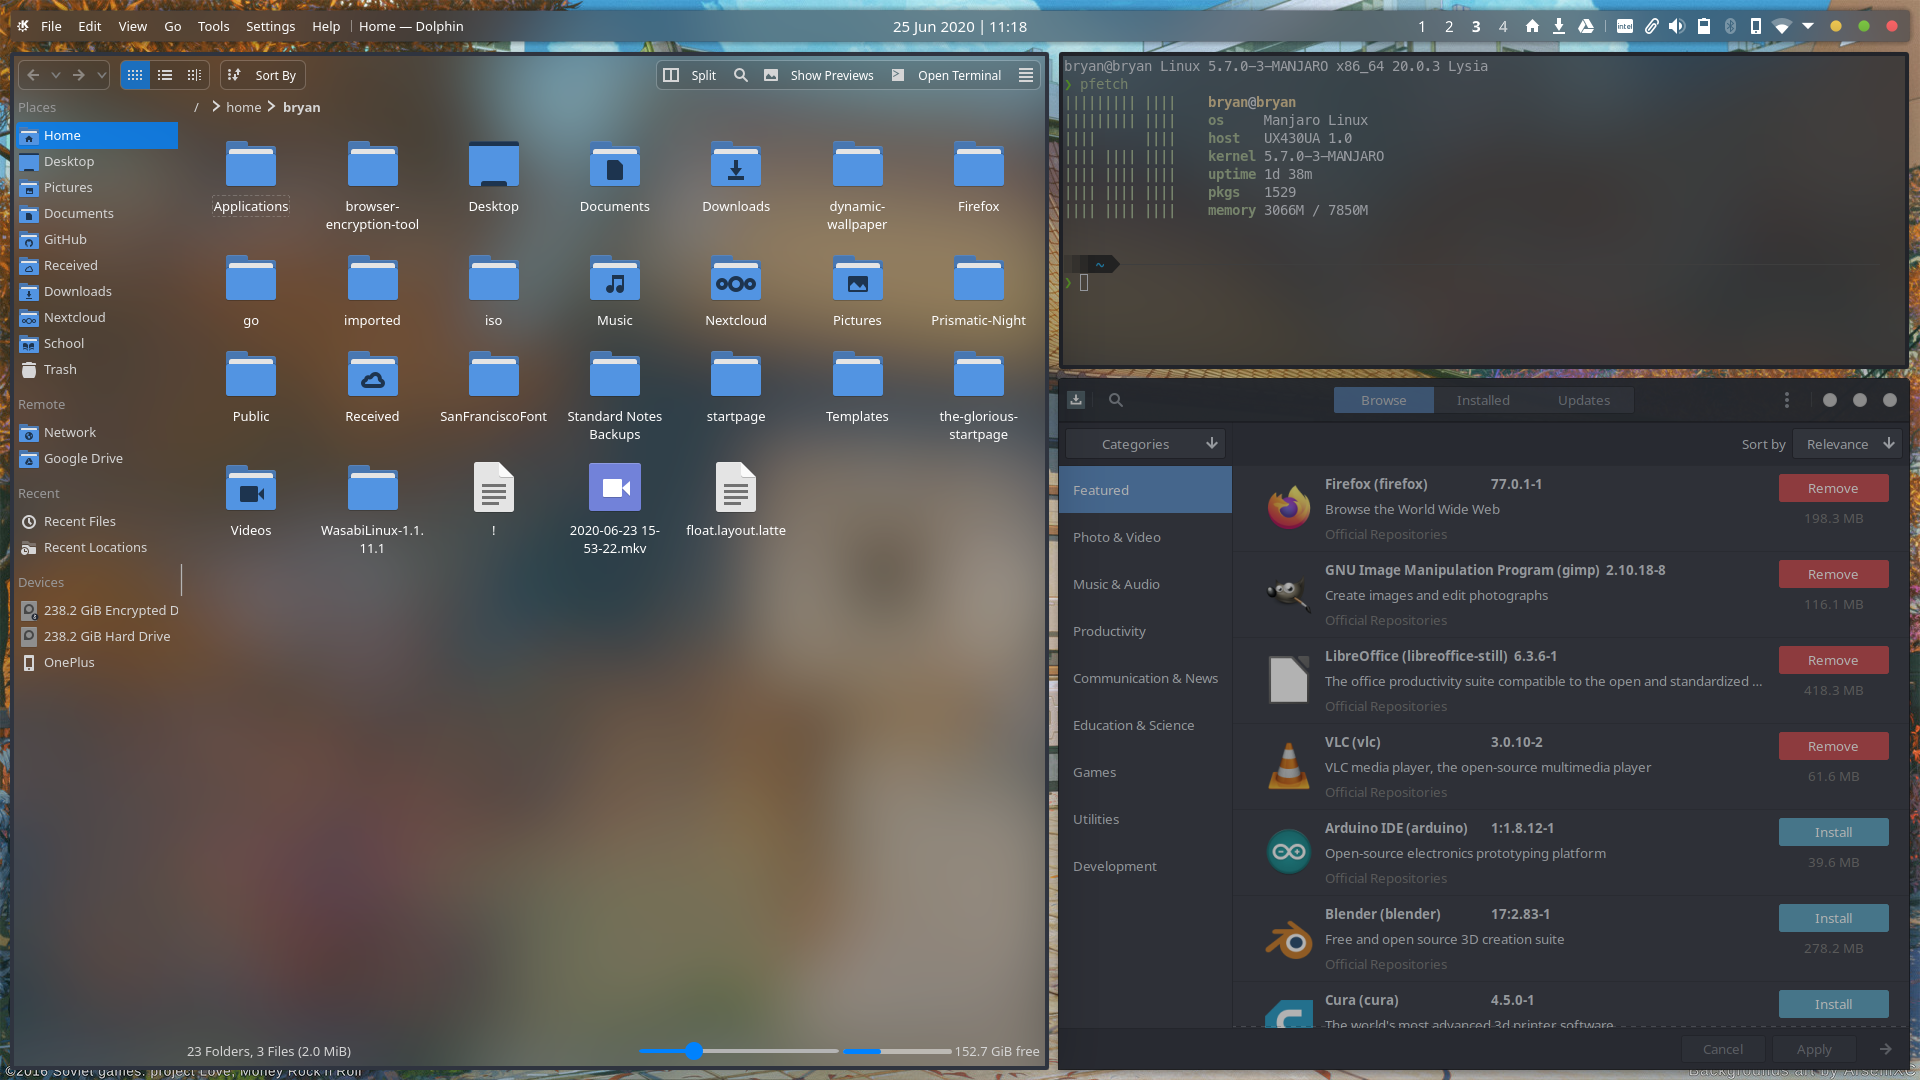 File Edit View Go Tools Settings Help Home — Dolphin
25 Jun 2020 | 11:18
1 2 3 4
intel
Sort By
Split Show Previews Open Terminal
/ home bryan
Places
Home
Desktop
Pictures
Documents
GitHub
Received
Downloads
Nextcloud
School
Trash
Remote
Network
Google Drive
Recent
Recent Files
Recent Locations
Devices
238.2 GiB Encrypted D
238.2 GiB Hard Drive
OnePlus
Applications
browser-
encryption-tool
Desktop
Documents
Downloads
dynamic-
wallpaper
Firefox
go
imported
iso
Music
Nextcloud
Pictures
Prismatic-Night
Public
Received
SanFranciscoFont
Standard Notes
Backups
startpage
Templates
the-glorious-
startpage
Videos
WasabiLinux-1.1.
11.1
!
2020-06-23 15-
53-22.mkv
float.layout.latte
23 Folders, 3 Files (2.0 MiB)
152.7 GiB free
bryan@bryan Linux 5.7.0-3-MANJARO x86_64 20.0.3 Lysia
❯ pfetch
bryan@bryan
os Manjaro Linux
host UX430UA 1.0
kernel 5.7.0-3-MANJARO
uptime 1d 38m
pkgs 1529
memory 3066M / 7850M
~
❯
Browse Installed Updates
Categories
Sort by Relevance
Featured
Photo & Video
Music & Audio
Productivity
Communication & News
Education & Science
Games
Utilities
Development
Firefox (firefox) 77.0.1-1
Browse the World Wide Web
Official Repositories
Remove
198.3 MB
GNU Image Manipulation Program (gimp) 2.10.18-8
Create images and edit photographs
Official Repositories
Remove
116.1 MB
LibreOffice (libreoffice-still) 6.3.6-1
The office productivity suite compatible to the open and standardized ...
Official Repositories
Remove
418.3 MB
VLC (vlc) 3.0.10-2
VLC media player, the open-source multimedia player
Official Repositories
Remove
61.6 MB
Arduino IDE (arduino) 1:1.8.12-1
Open-source electronics prototyping platform
Official Repositories
Install
39.6 MB
Blender (blender) 17:2.83-1
Free and open source 3D creation suite
Official Repositories
Install
278.2 MB
Cura (cura) 4.5.0-1
The world's most advanced 3d printer software
Install
Cancel Apply
©2016 Soviet games. project Love, Money Rock'n'Roll
Backgrounds art by ArseniXC